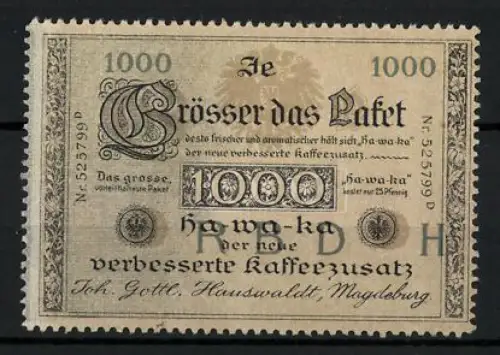 1000 1000
Je
Grösser das Paket
desto frischer und aromatischer hält sich „Ha-wa-ka"
der neue verbesserte Kaffeezusatz.
Nr. 525799 D
Das grosse
vorteilhafteste Paket
1000
„Ha-wa-ka"
kostet nur 25 Pfennig
Nr. 525799 D
Ha-wa-ka
R B D H
der neue
verbesserte Kaffeezusatz
Joh. Gottl. Hauswaldt, Magdeburg.